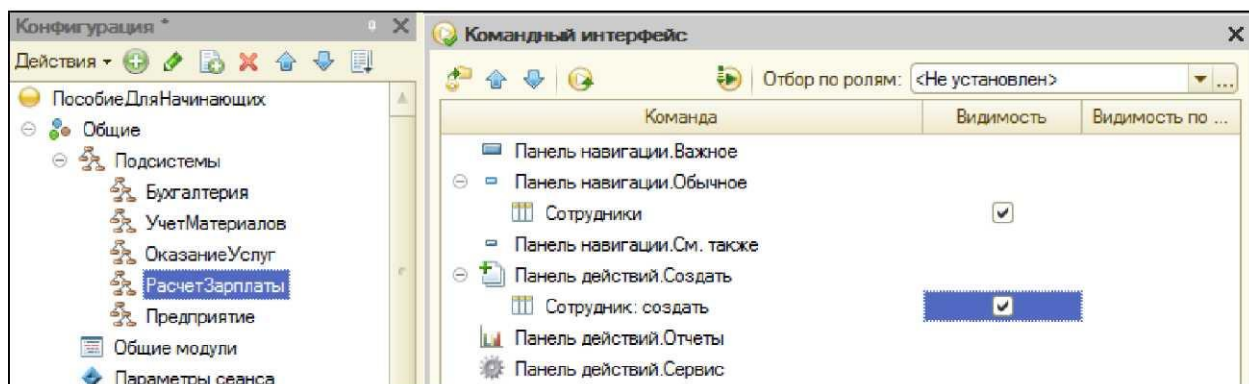 Конфигурация *
Действия
ПособиеДляНачинающих
Общие
Подсистемы
Бухгалтерия
УчетМатериалов
ОказаниеУслуг
РасчетЗарплаты
Предприятие
Общие модули
Параметры сеанса
Командный интерфейс
Отбор по ролям: <Не установлен> ...
Команда Видимость Видимость по ...
Панель навигации.Важное
Панель навигации.Обычное
Сотрудники
Панель навигации.См. также
Панель действий.Создать
Сотрудник: создать
Панель действий.Отчеты
Панель действий.Сервис